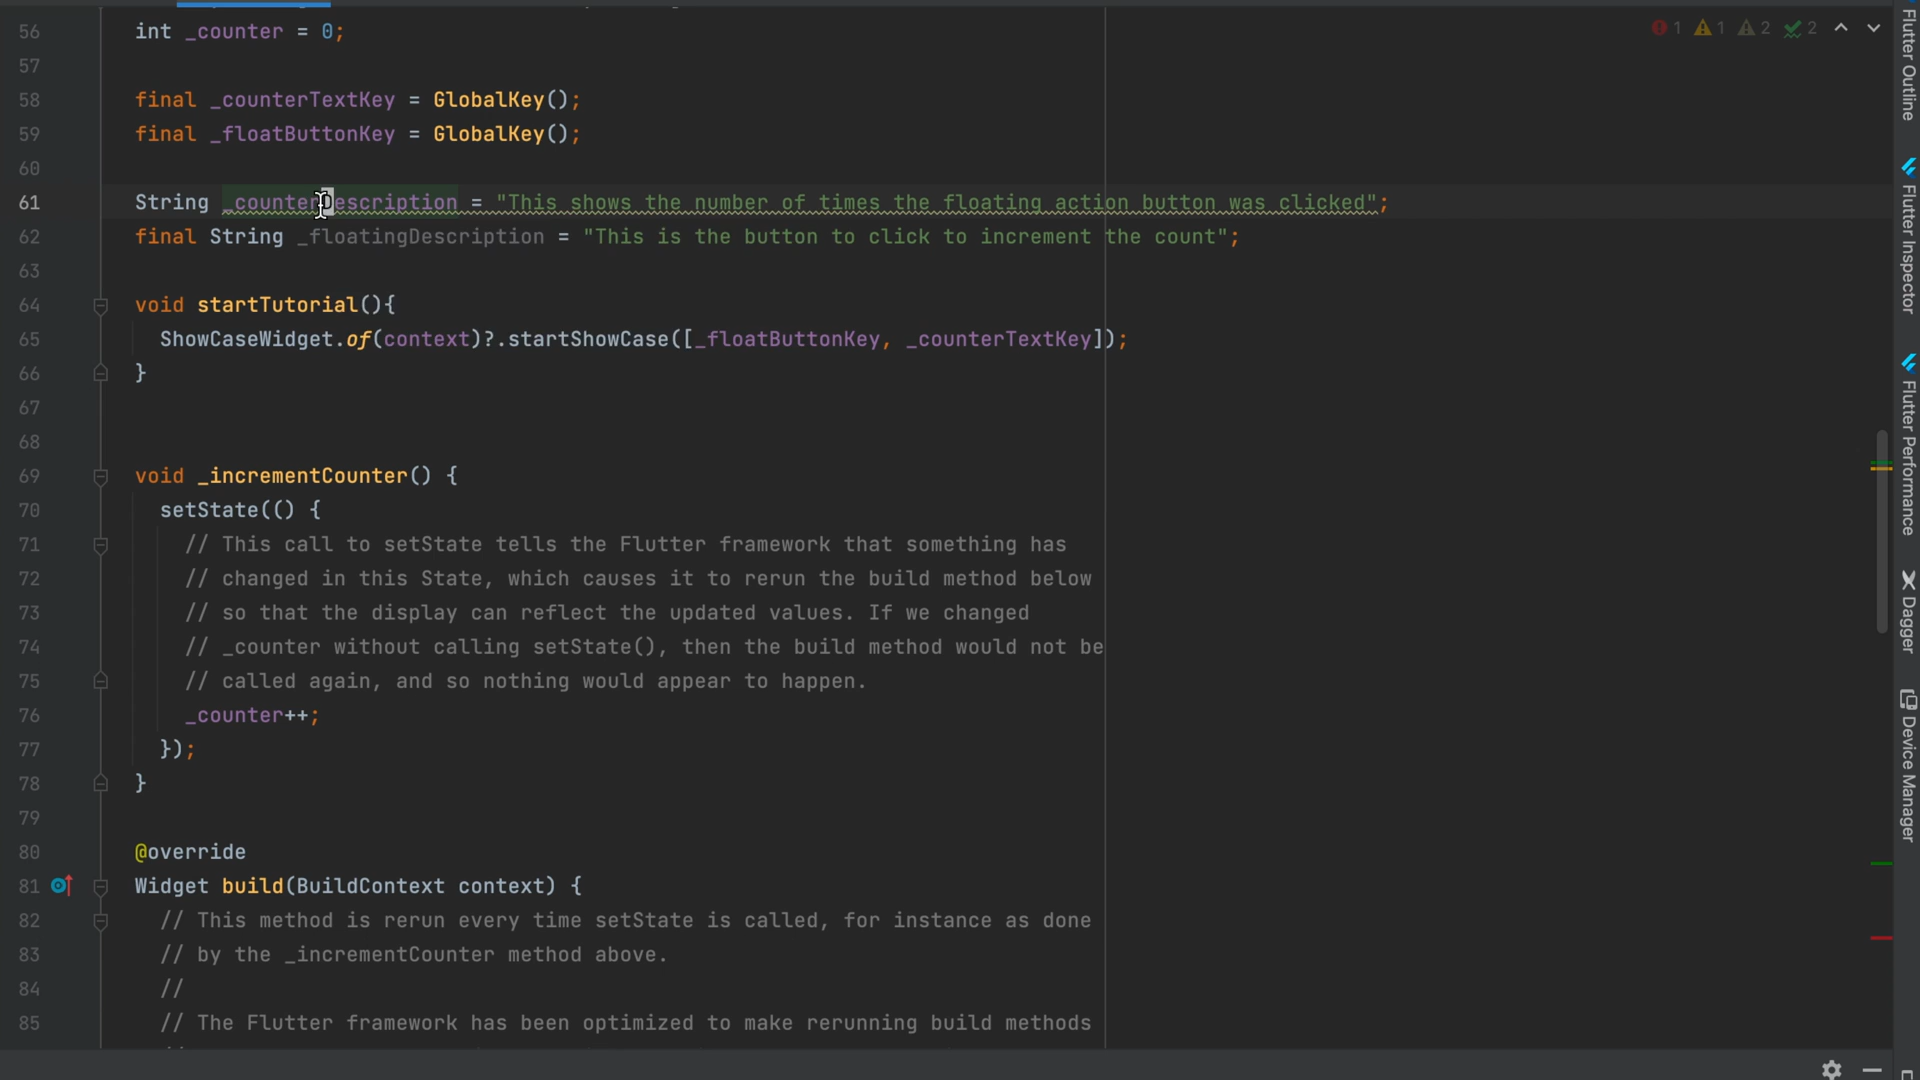 56 int _counter = 0;
1 1 2 2
57
58 final _counterTextKey = GlobalKey();
59 final _floatButtonKey = GlobalKey();
60
61 String _counterDescription = "This shows the number of times the floating action button was clicked";
62 final String _floatingDescription = "This is the button to click to increment the count";
63
64 void startTutorial(){
65 ShowCaseWidget.of(context)?.startShowCase([_floatButtonKey, _counterTextKey]);
66 }
67
68
69 void _incrementCounter() {
70 setState(() {
71 // This call to setState tells the Flutter framework that something has
72 // changed in this State, which causes it to rerun the build method below
73 // so that the display can reflect the updated values. If we changed
74 // _counter without calling setState(), then the build method would not be
75 // called again, and so nothing would appear to happen.
76 _counter++;
77 });
78 }
79
80 @override
81 Widget build(BuildContext context) {
82 // This method is rerun every time setState is called, for instance as done
83 // by the _incrementCounter method above.
84 //
85 // The Flutter framework has been optimized to make rerunning build methods
Flutter Outline
Flutter Inspector
Flutter Performance
Dagger
Device Manager